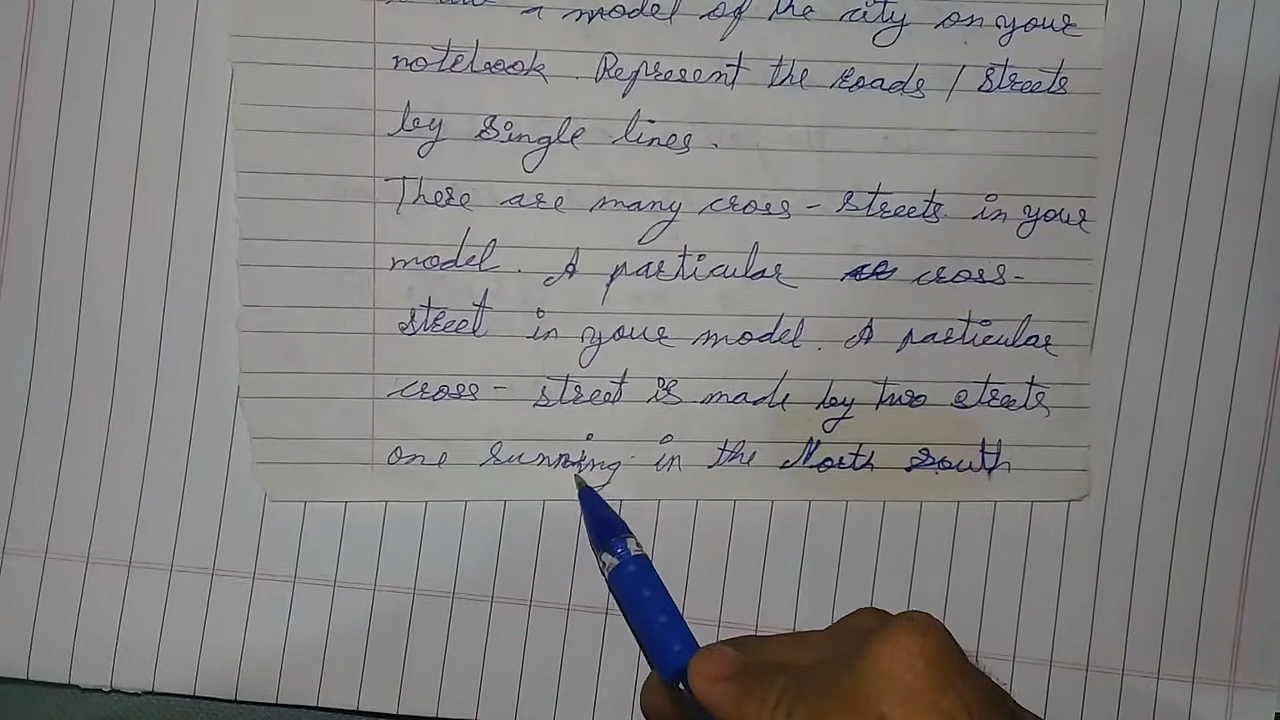 a model of the city on your
notebook. Represent the roads / streets
by single lines.
There are many cross-streets in your
model. A particular cross-
street in your model. A particular
cross-street is made by two streets,
one running in the North south